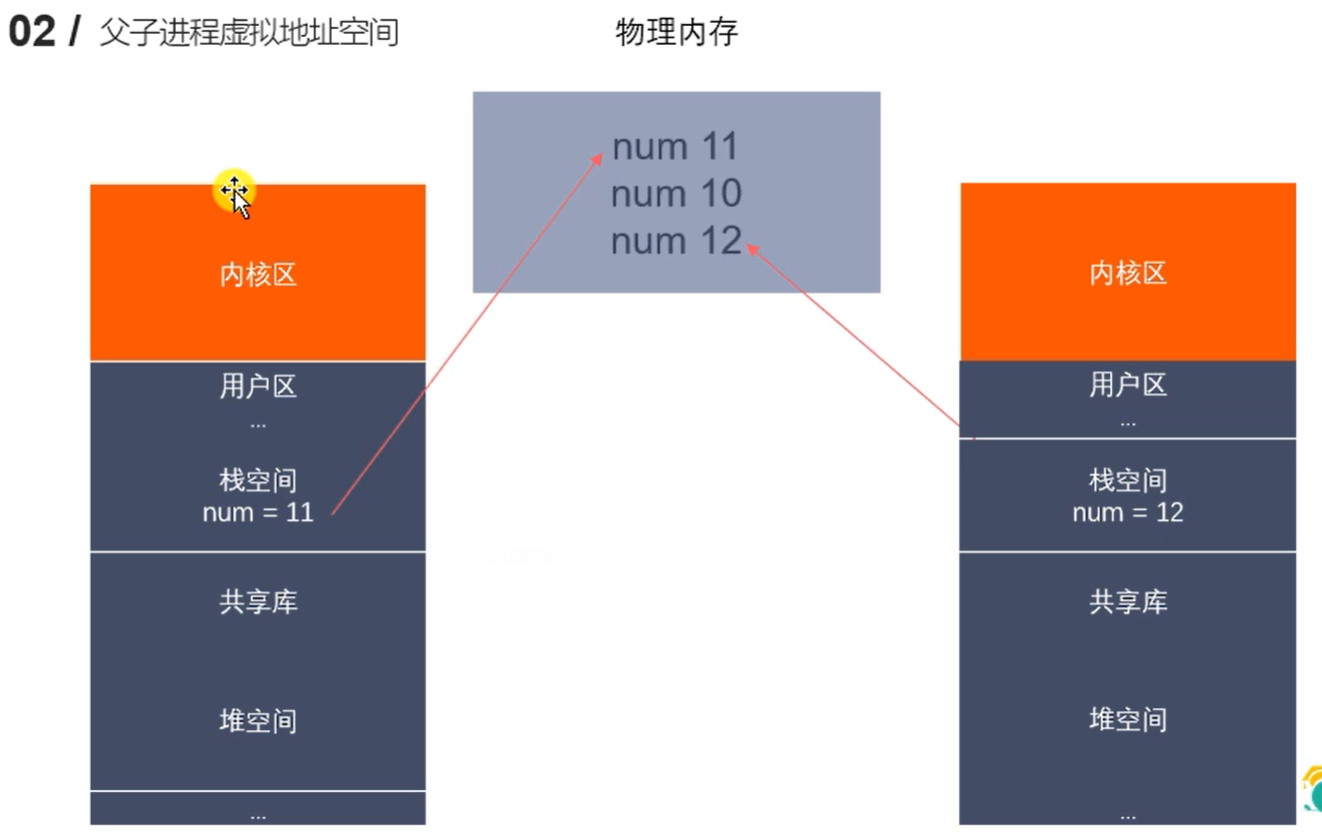 02 / 父子进程虚拟地址空间
物理内存
num 11
num 10
num 12
内核区
用户区
...
栈空间
num = 11
共享库
堆空间
...
内核区
用户区
...
栈空间
num = 12
共享库
堆空间
...